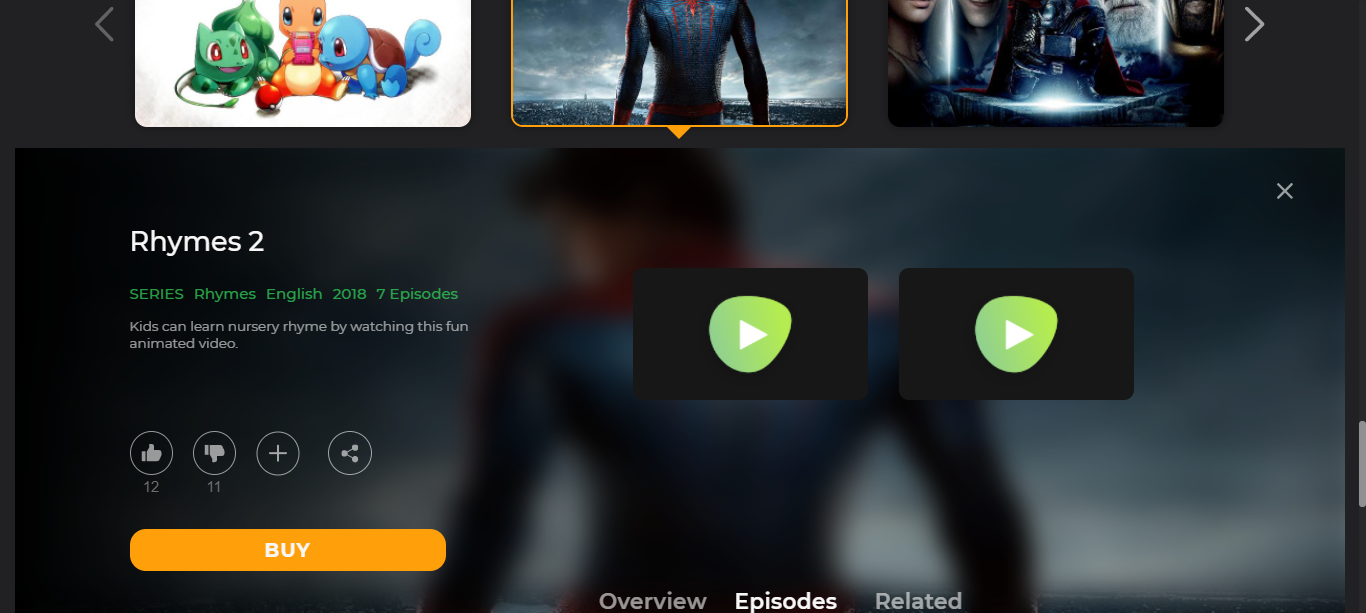 Rhymes 2
SERIES Rhymes English 2018 7 Episodes
Kids can learn nursery rhyme by watching this fun
animated video.
12 11
BUY
Overview Episodes Related